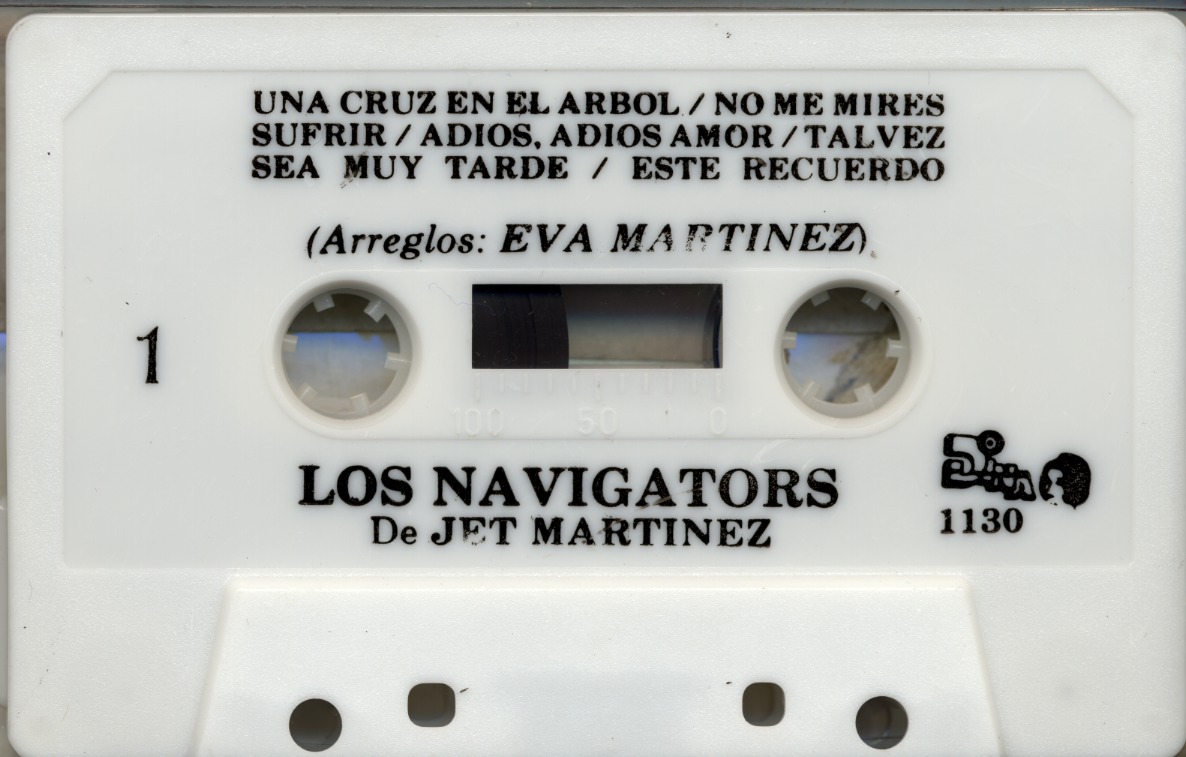 UNA CRUZ EN EL ARBOL / NO ME MIRES
SUFRIR / ADIOS, ADIOS AMOR / TALVEZ
SEA MUY TARDE / ESTE RECUERDO
(Arreglos: EVA MARTINEZ)
1
100 50 0
LOS NAVIGATORS
De JET MARTINEZ
1130